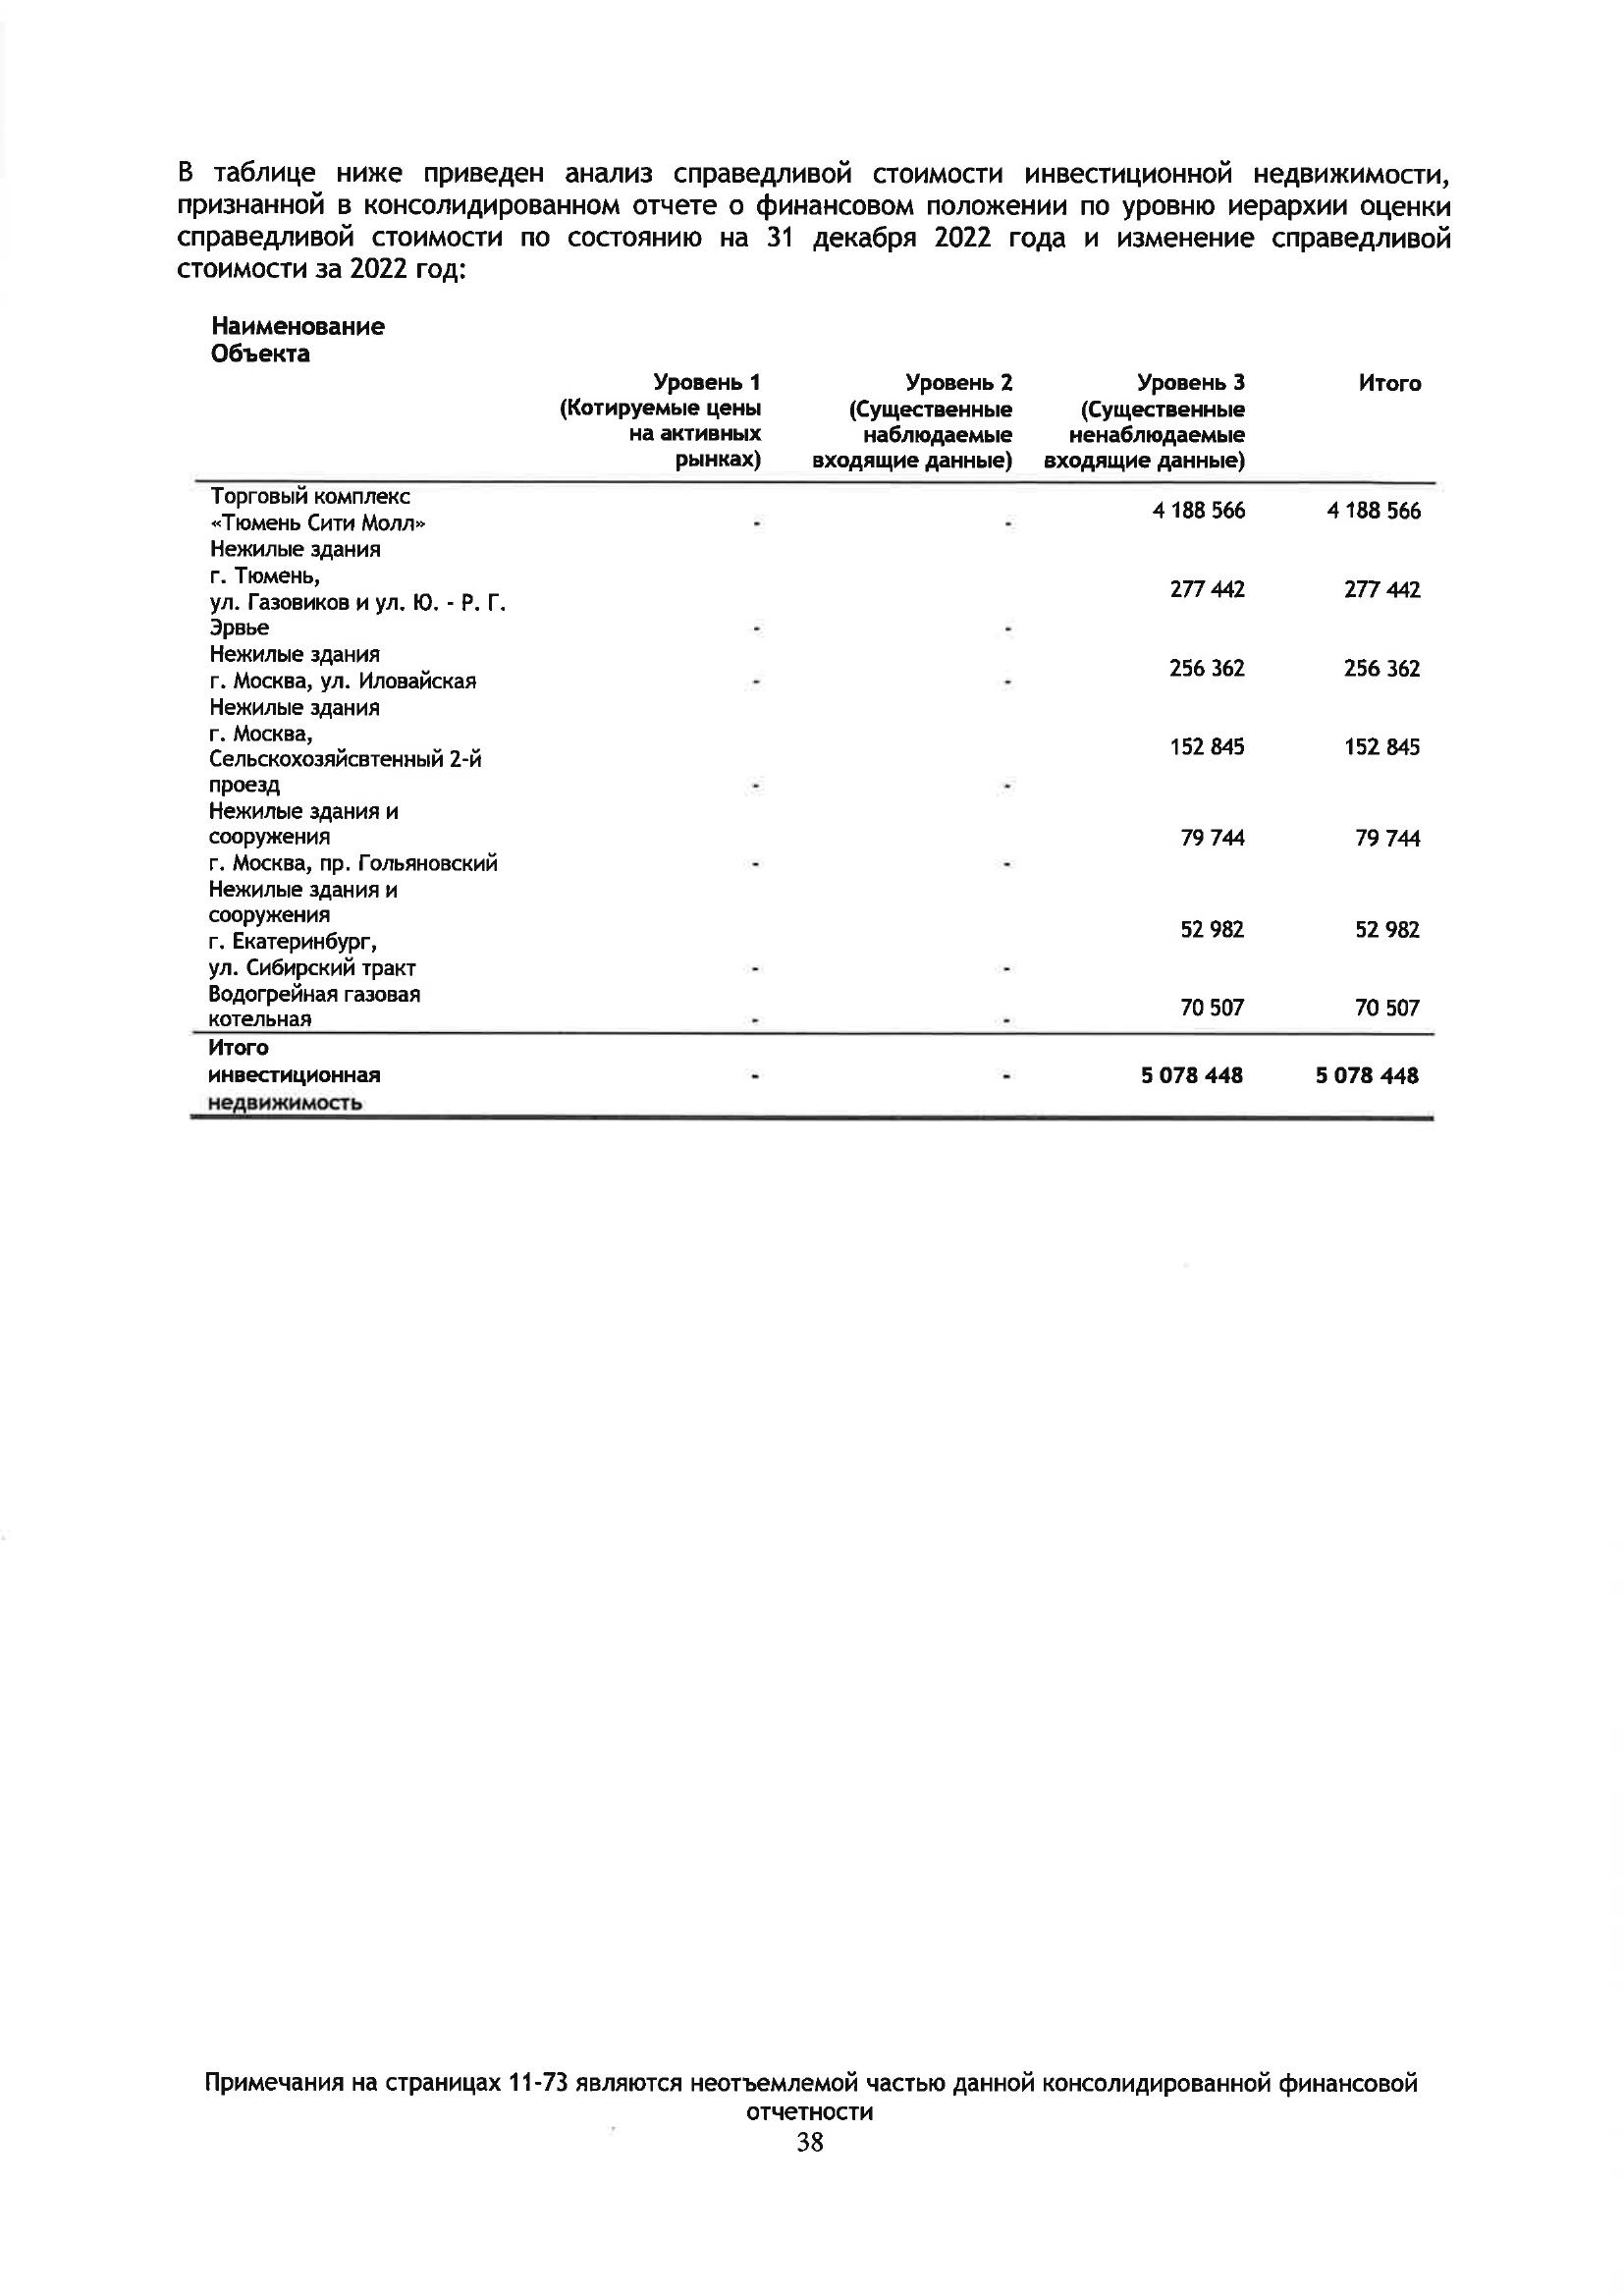 В таблице ниже приведен анализ справедливой стоимости инвестиционной недвижимости,
признанной в консолидированном отчете о финансовом положении по уровню иерархии оценки
справедливой стоимости по состоянию на 31 декабря 2022 года и изменение справедливой
стоимости за 2022 год:
Наименование
Объекта
Уровень 1 Уровень 2 Уровень 3 Итого
(Котируемые цены (Существенные (Существенные
на активных наблюдаемые ненаблюдаемые
рынках) входящие данные) входящие данные)
Торговый комплекс
4 188 566 4 188 566
«Тюмень Сити Молл» - -
Нежилые здания
г. Тюмень,
277 442 277 442
ул. Газовиков и ул. Ю. - Р. Г.
Эрвье - -
Нежилые здания
256 362 256 362
г. Москва, ул. Иловайская - -
Нежилые здания
г. Москва,
152 845 152 845
Сельскохозяйсвтенный 2-й
проезд - -
Нежилые здания и
сооружения 79 744 79 744
г. Москва, пр. Гольяновский - -
Нежилые здания и
сооружения
52 982 52 982
г. Екатеринбург,
ул. Сибирский тракт - -
Водогрейная газовая
70 507 70 507
котельная - -
Итого
инвестиционная - - 5 078 448 5 078 448
недвижимость
Примечания на страницах 11-73 являются неотъемлемой частью данной консолидированной финансовой
отчетности
38